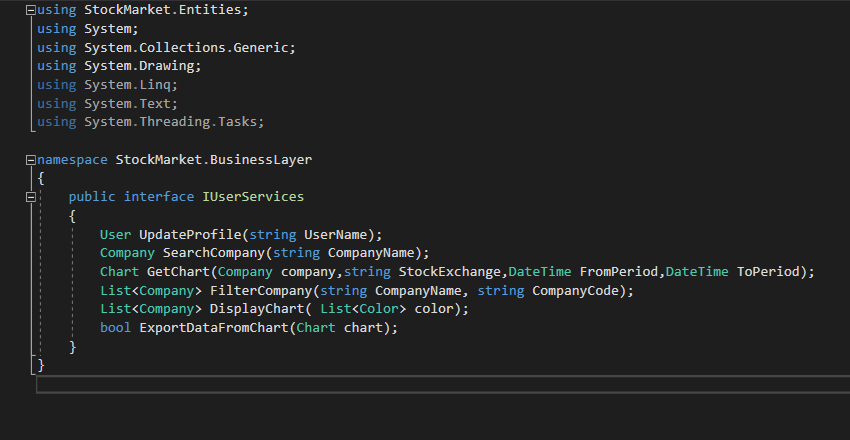 using StockMarket.Entities;
using System;
using System.Collections.Generic;
using System.Drawing;
using System.Linq;
using System.Text;
using System.Threading.Tasks;

namespace StockMarket.BusinessLayer
{
    public interface IUserServices
    {
        User UpdateProfile(string UserName);
        Company SearchCompany(string CompanyName);
        Chart GetChart(Company company,string StockExchange,DateTime FromPeriod,DateTime ToPeriod);
        List<Company> FilterCompany(string CompanyName, string CompanyCode);
        List<Company> DisplayChart( List<Color> color);
        bool ExportDataFromChart(Chart chart);
    }
}